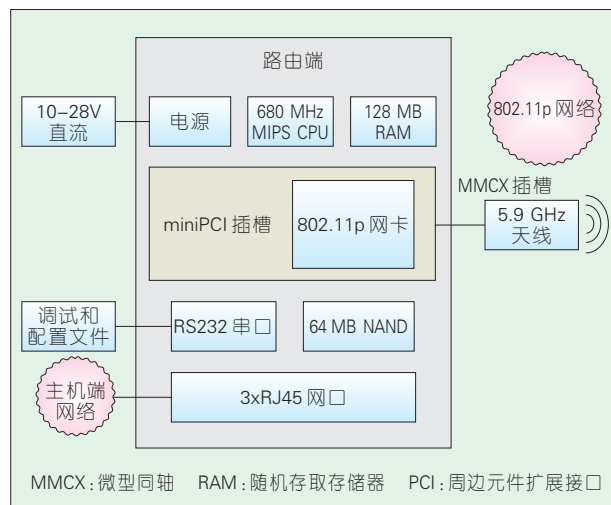 路由端
10–28V
直流
电源
680 MHz
MIPS CPU
128 MB
RAM
802.11p 网络
miniPCI 插槽
802.11p 网卡
MMCX 插槽
5.9 GHz
天线
调试和
配置文件
RS232 串口
64 MB NAND
主机端
网络
3xRJ45 网口
MMCX：微型同轴 RAM：随机存取存储器 PCI：周边元件扩展接口